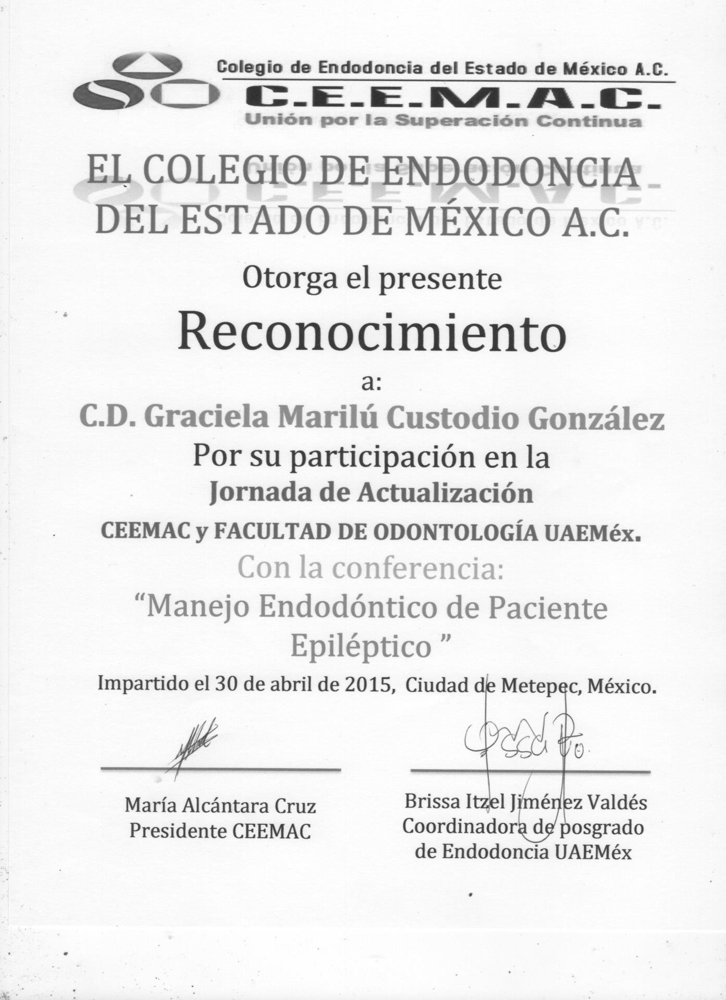 Colegio de Endodoncia del Estado de México A.C.
C.E.E.M.A.C.
Unión por la Superación Continua
EL COLEGIO DE ENDODONCIA
DEL ESTADO DE MÉXICO A.C.
Otorga el presente
Reconocimiento
a:
C.D. Graciela Marilú Custodio González
Por su participación en la
Jornada de Actualización
CEEMAC y FACULTAD DE ODONTOLOGÍA UAEMéx.
Con la conferencia:
“Manejo Endodóntico de Paciente
Epiléptico ”
Impartido el 30 de abril de 2015, Ciudad de Metepec, México.
María Alcántara Cruz
Presidente CEEMAC
Brissa Itzel Jiménez Valdés
Coordinadora de posgrado
de Endodoncia UAEMéx